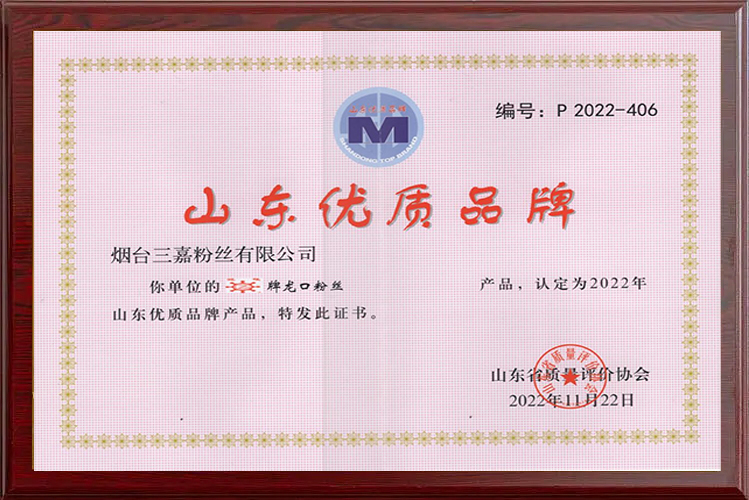 编号：P 2022-406
SHANDONG TOP BRAND
山东优质品牌
烟台三嘉粉丝有限公司
你单位的 牌龙口粉丝 产品，认定为2022年
山东优质品牌产品，特发此证书。
山东省质量评价协会
2022年11月22日